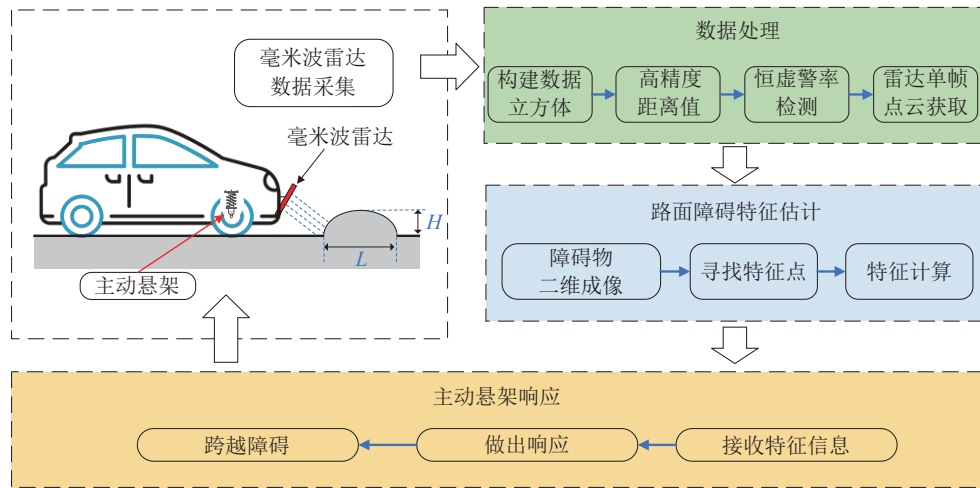 毫米波雷达
数据采集
毫米波雷达
H
L
主动悬架
数据处理
构建数据
立方体
高精度
距离值
恒虚警率
检测
雷达单帧
点云获取
路面障碍特征估计
障碍物
二维成像
寻找特征点
特征计算
主动悬架响应
跨越障碍
做出响应
接收特征信息